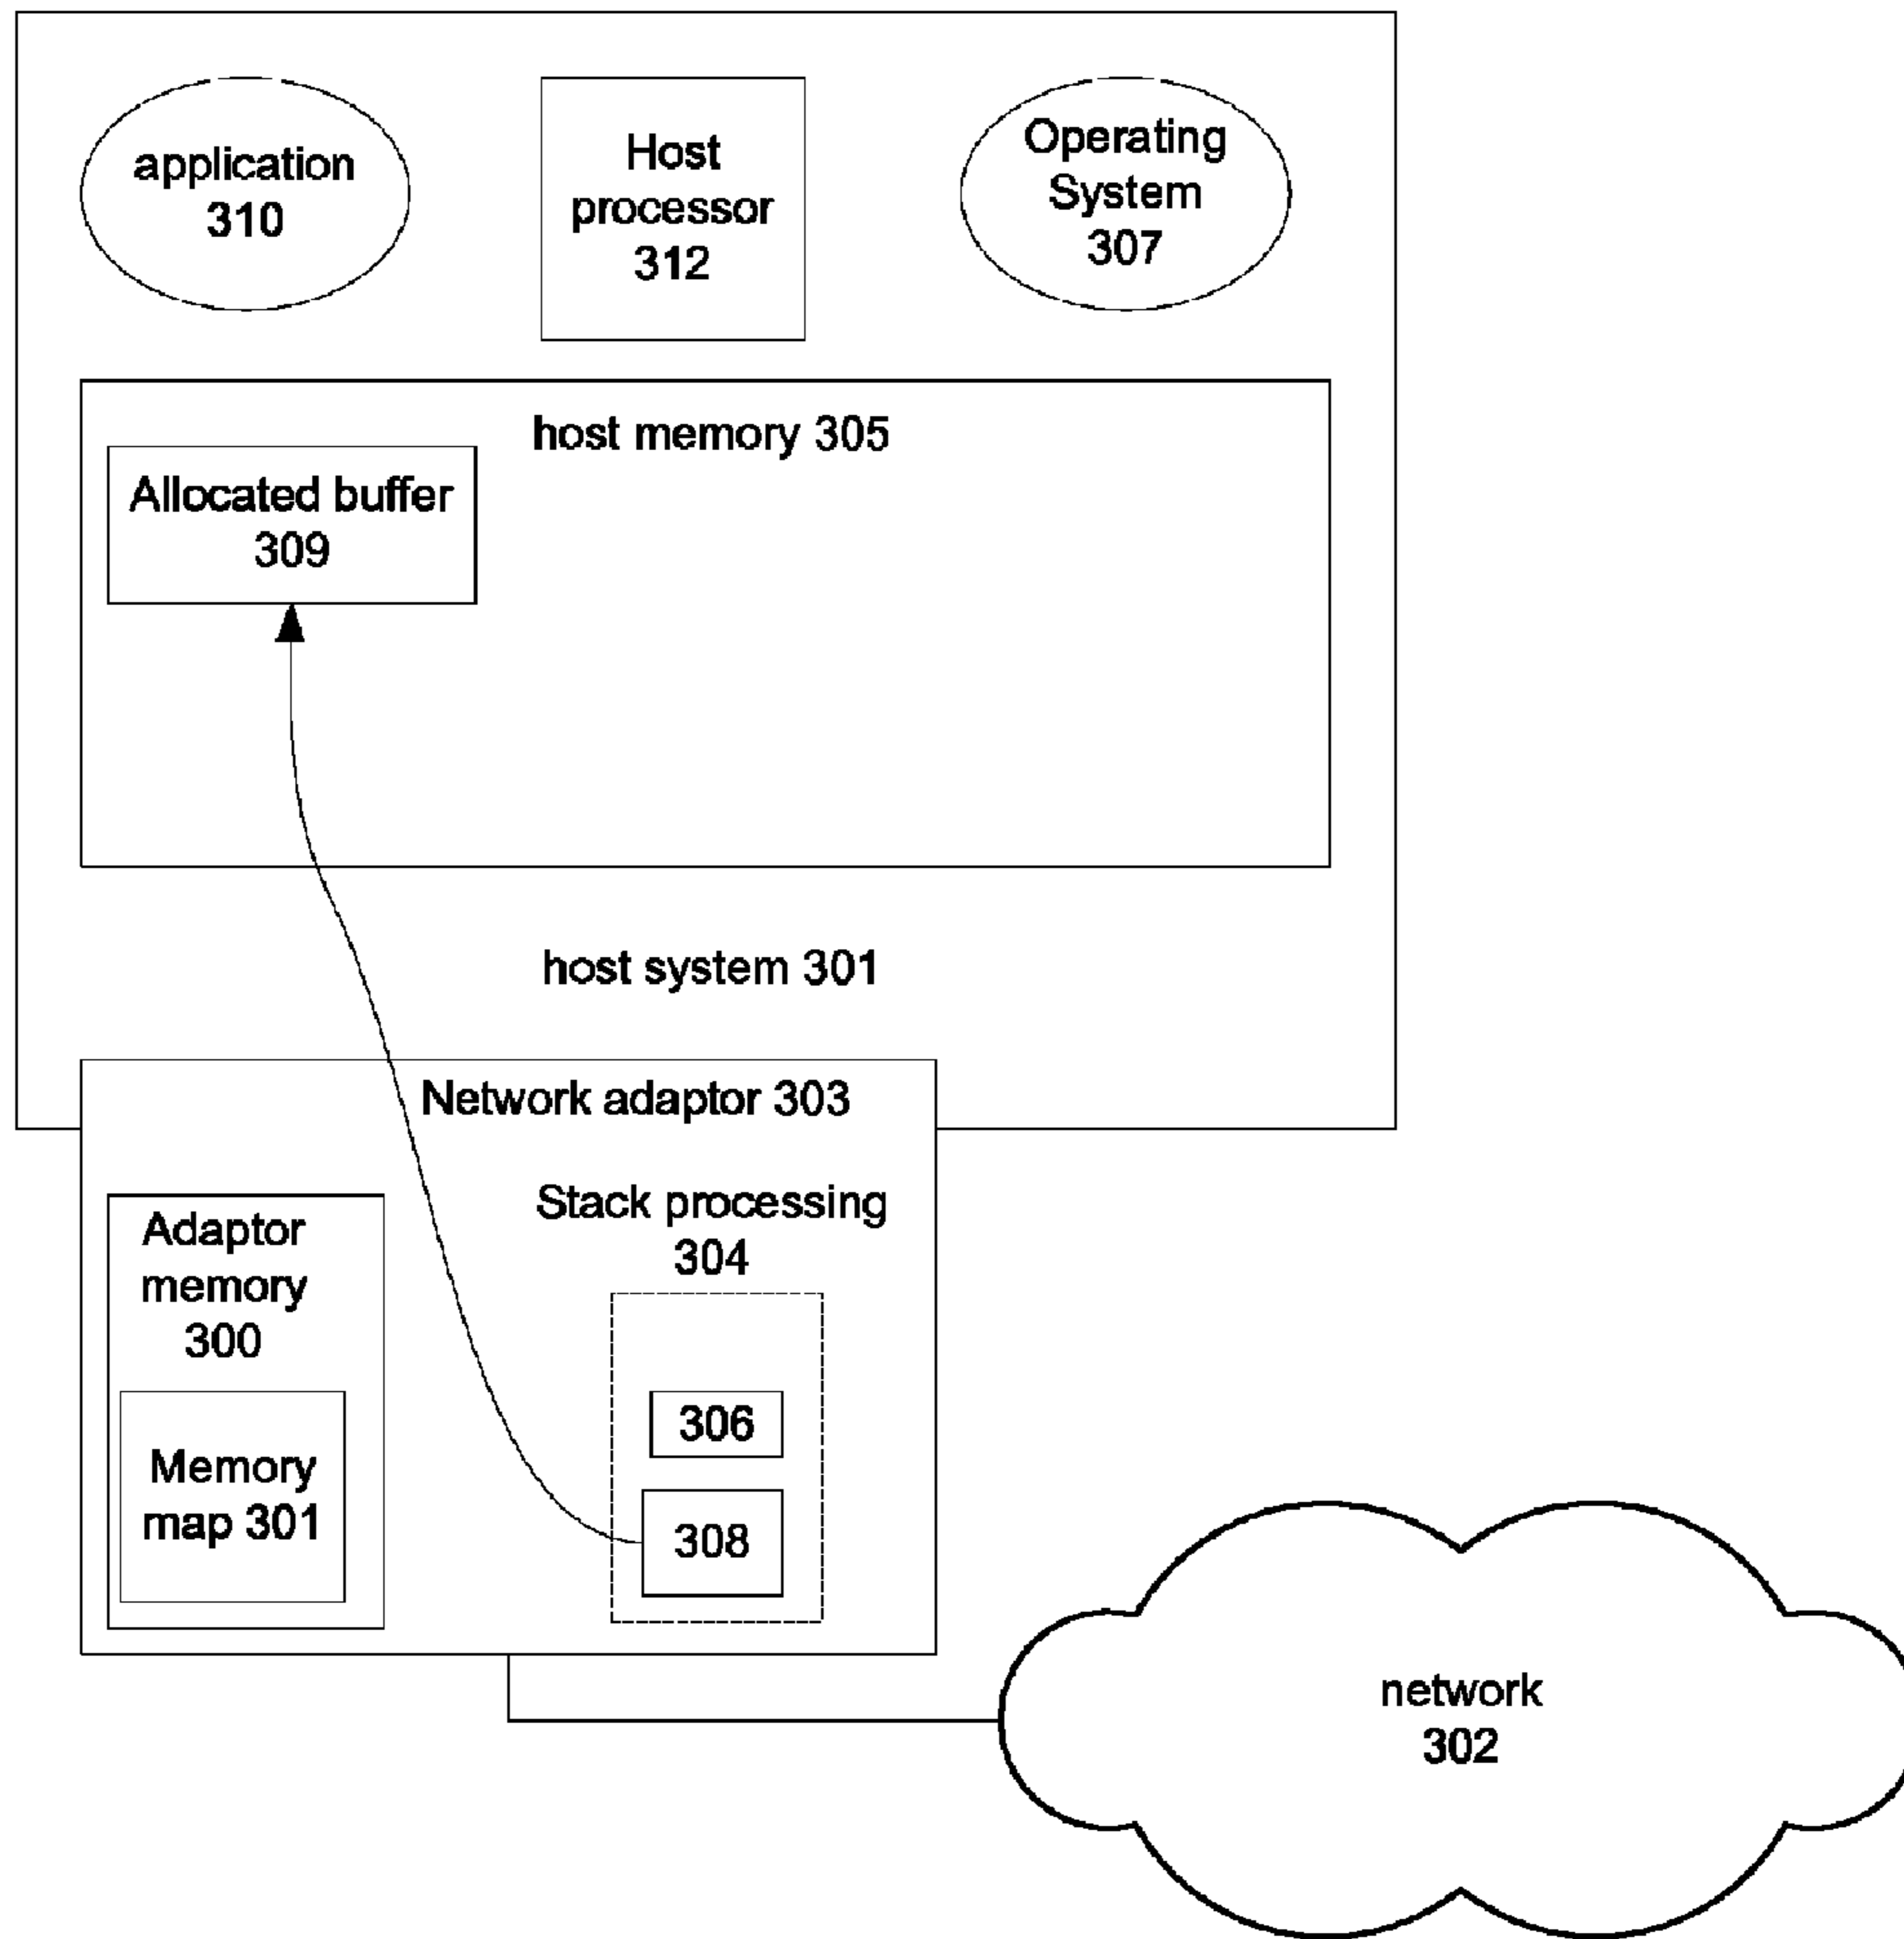 application
310
Host
processor
312
Operating
System
307
host memory 305
Allocated buffer
309
host system 301
Network adaptor 303
Stack processing
304
Adaptor
memory
300
306
Memory
map 301
308
network
302